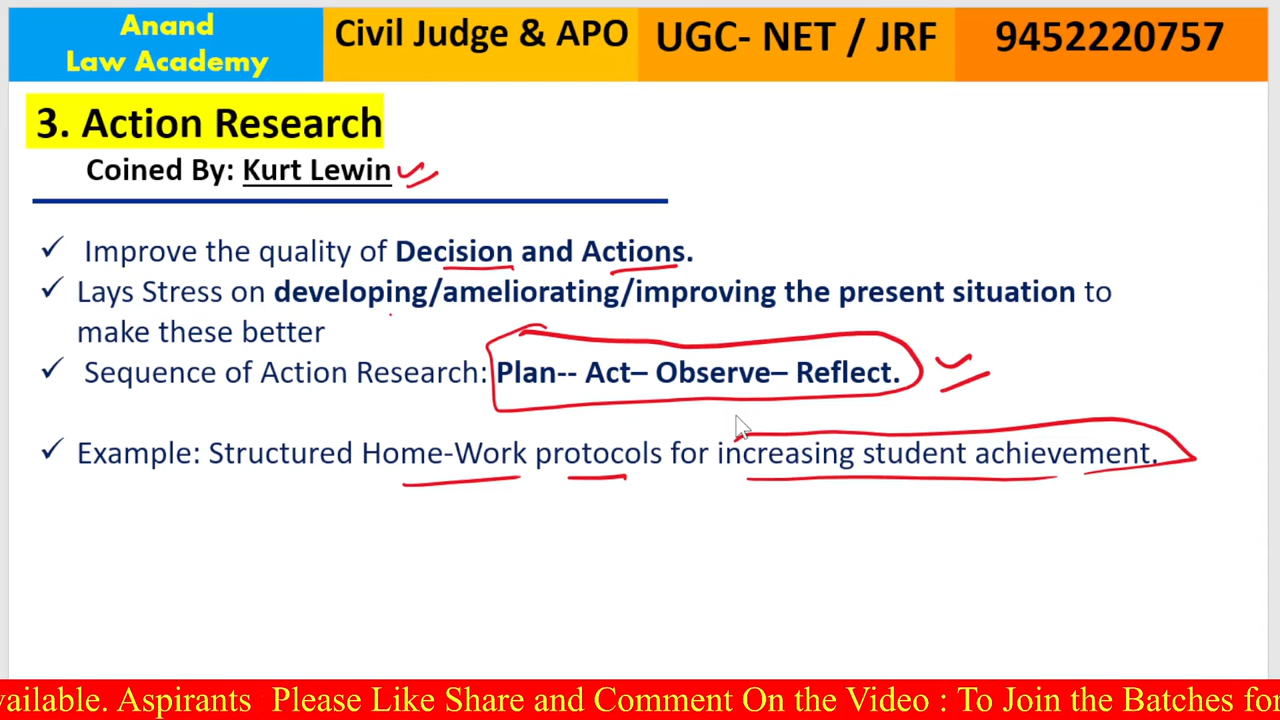 Anand
Law Academy
Civil Judge & APO
UGC- NET / JRF
9452220757
3. Action Research
Coined By: Kurt Lewin
✓ Improve the quality of Decision and Actions.
✓ Lays Stress on developing/ameliorating/improving the present situation to
make these better
✓ Sequence of Action Research: Plan-- Act– Observe– Reflect.
✓ Example: Structured Home-Work protocols for increasing student achievement.
vailable. Aspirants Please Like Share and Comment On the Video : To Join the Batches for